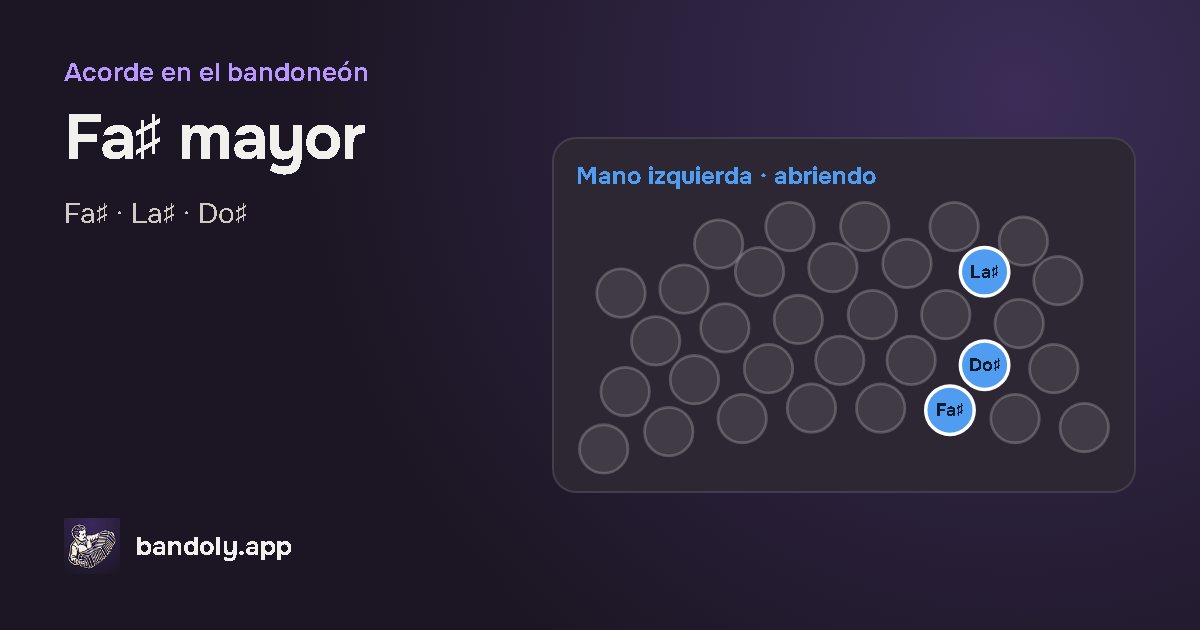 Acorde en el bandoneón
Fa♯ mayor
Fa♯ · La♯ · Do♯
Mano izquierda · abriendo
La♯
Do♯
Fa♯
bandoly.app